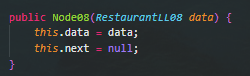 public Node08(RestaurantLL08 data) {
this.data = data;
this.next = null;
}